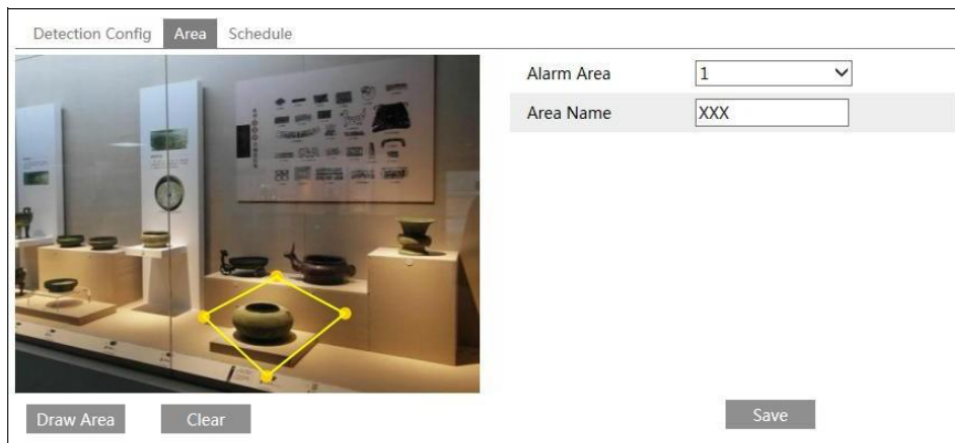 Detection Config Area Schedule
Alarm Area 1
Area Name XXX
Draw Area Clear
Save